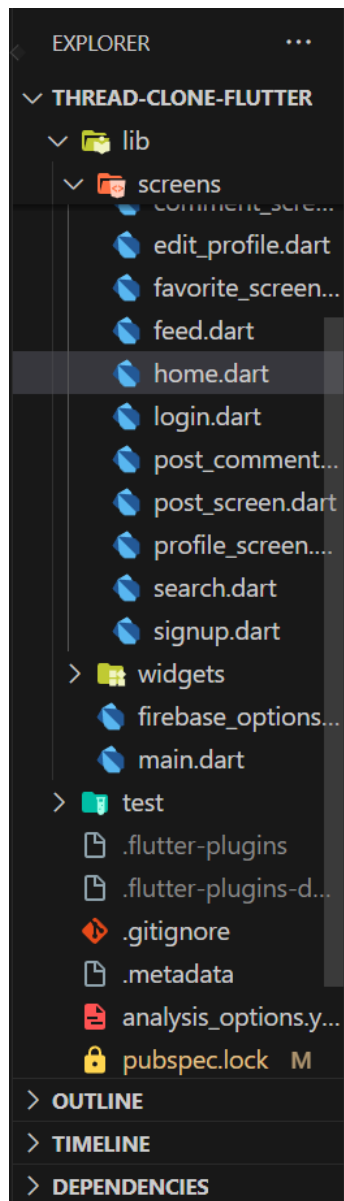 EXPLORER ...
THREAD-CLONE-FLUTTER
lib
screens
comment_scre...
edit_profile.dart
favorite_screen...
feed.dart
home.dart
login.dart
post_comment...
post_screen.dart
profile_screen....
search.dart
signup.dart
widgets
firebase_options...
main.dart
test
.flutter-plugins
.flutter-plugins-d...
.gitignore
.metadata
analysis_options.y...
pubspec.lock M
OUTLINE
TIMELINE
DEPENDENCIES